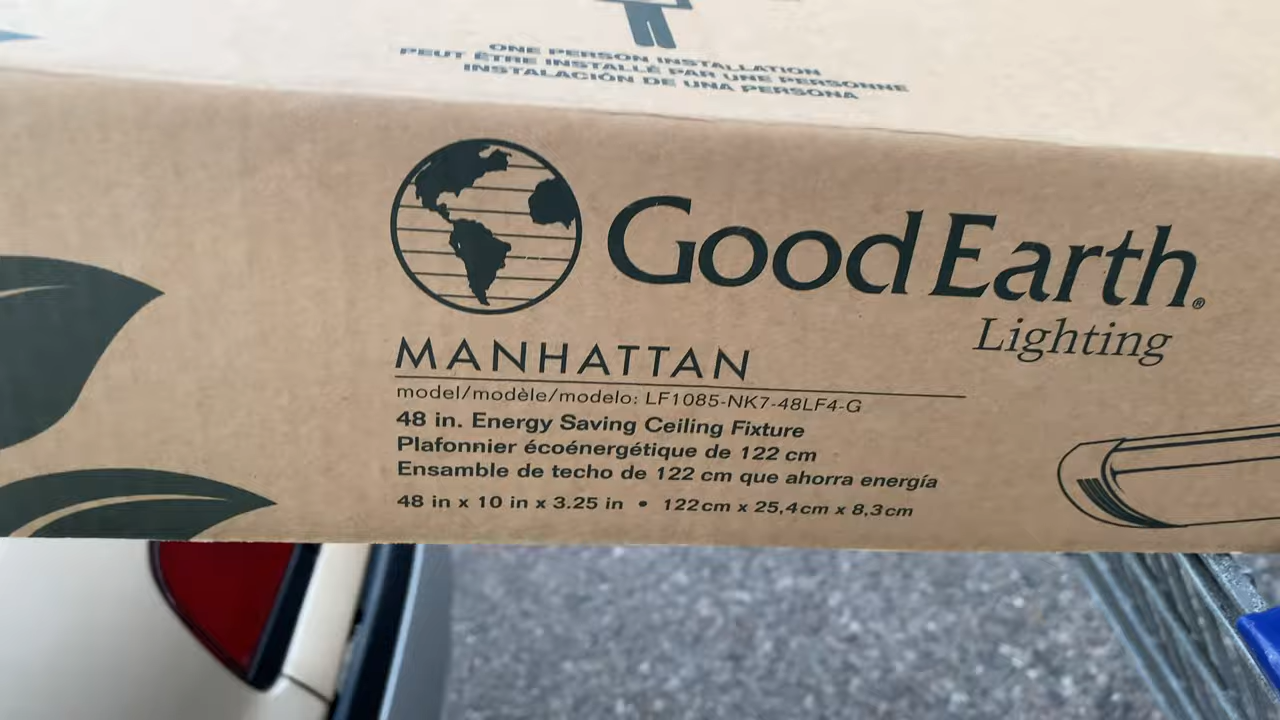 ONE PERSON INSTALLATION
PEUT ÊTRE INSTALLÉ PAR UNE PERSONNE
INSTALACIÓN DE UNA PERSONA
Good Earth®
Lighting
MANHATTAN
model/modèle/modelo: LF1085-NK7-48LF4-G
48 in. Energy Saving Ceiling Fixture
Plafonnier écoénergétique de 122 cm
Ensamble de techo de 122 cm que ahorra energía
48 in x 10 in x 3.25 in • 122cm x 25,4cm x 8,3cm